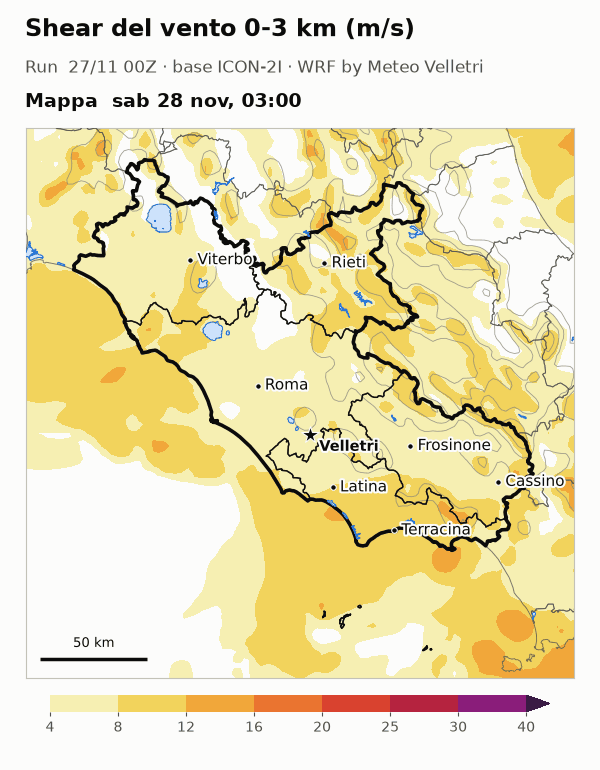 Shear del vento 0-3 km (m/s)
Run 27/11 00Z · base ICON-2I · WRF by Meteo Velletri
Mappa sab 28 nov, 03:00
Viterbo
Rieti
Roma
Velletri
Frosinone
Latina
Cassino
Terracina
50 km
4 8 12 16 20 25 30 40